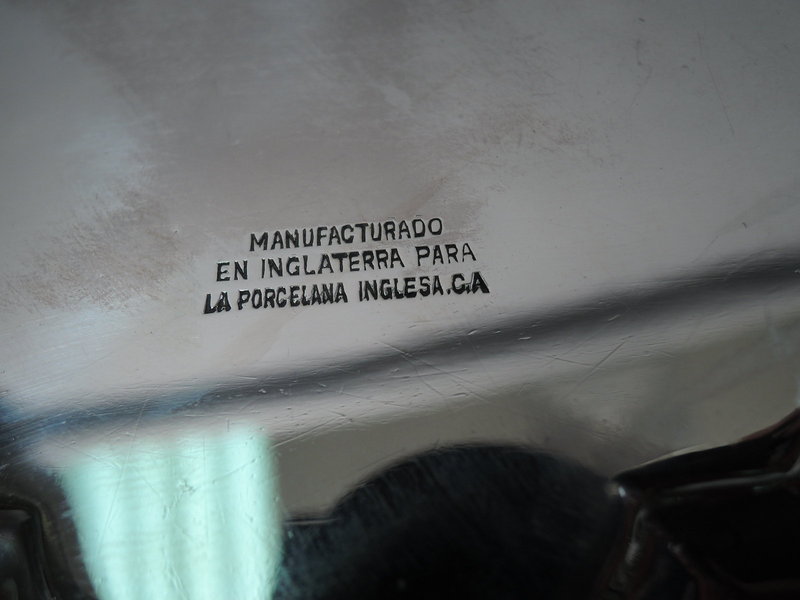 MANUFACTURADO
EN INGLATERRA PARA
LA PORCELANA INGLESA.C.A